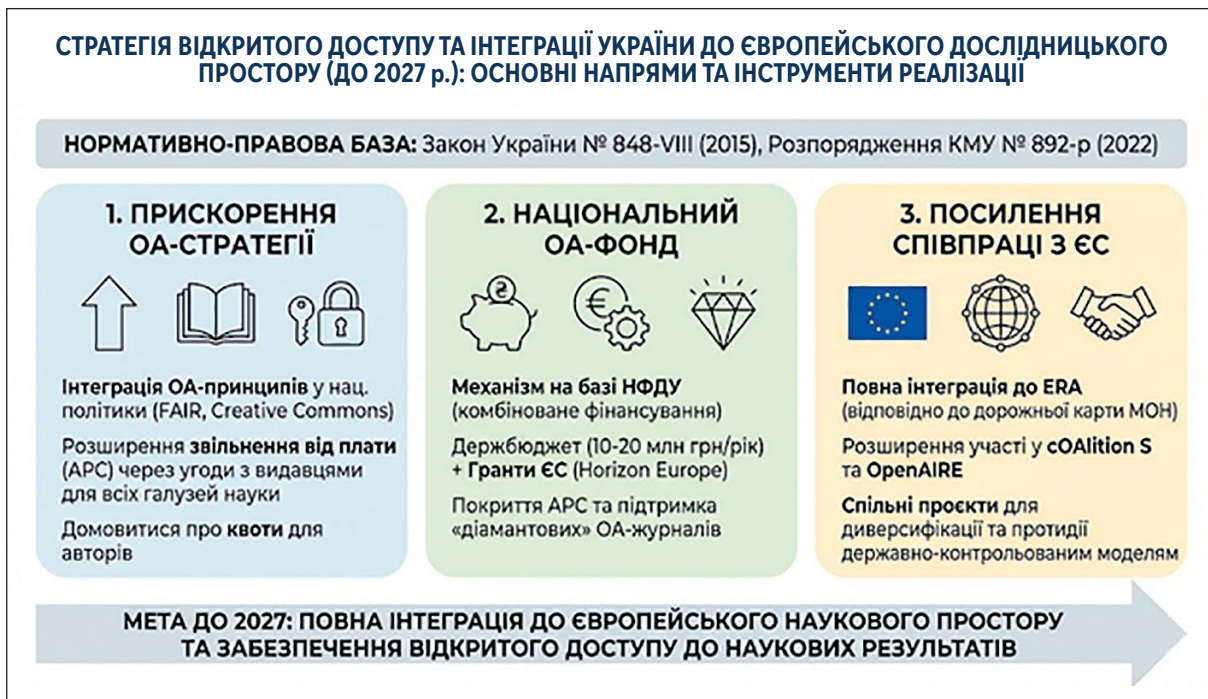 СТРАТЕГІЯ ВІДКРИТОГО ДОСТУПУ ТА ІНТЕГРАЦІЇ УКРАЇНИ ДО ЄВРОПЕЙСЬКОГО ДОСЛІДНИЦЬКОГО
ПРОСТОРУ (ДО 2027 р.): ОСНОВНІ НАПРЯМИ ТА ІНСТРУМЕНТИ РЕАЛІЗАЦІЇ
НОРМАТИВНО-ПРАВОВА БАЗА: Закон України № 848-VIII (2015), Розпорядження КМУ № 892-р (2022)
1. ПРИСКОРЕННЯ
ОА-СТРАТЕГІЇ
Інтеграція ОА-принципів у нац.
політики (FAIR, Creative Commons)
Розширення звільнення від плати
(APC) через угоди з видавцями
для всіх галузей науки
Домовитися про квоти для
авторів
2. НАЦІОНАЛЬНИЙ
ОА-ФОНД
₴
€
Механізм на базі НФДУ
(комбіноване фінансування)
Держбюджет (10-20 млн грн/рік)
+ Гранти ЄС (Horizon Europe)
Покриття APC та підтримка
«діамантових» ОА-журналів
3. ПОСИЛЕННЯ
СПІВПРАЦІ З ЄС
Повна інтеграція до ERA
(відповідно до дорожньої карти МОН)
Розширення участі у cOAlition S
та OpenAIRE
Спільні проєкти для
диверсифікації та протидії
державно-контрольованим моделям
МЕТА ДО 2027: ПОВНА ІНТЕГРАЦІЯ ДО ЄВРОПЕЙСЬКОГО НАУКОВОГО ПРОСТОРУ
ТА ЗАБЕЗПЕЧЕННЯ ВІДКРИТОГО ДОСТУПУ ДО НАУКОВИХ РЕЗУЛЬТАТІВ